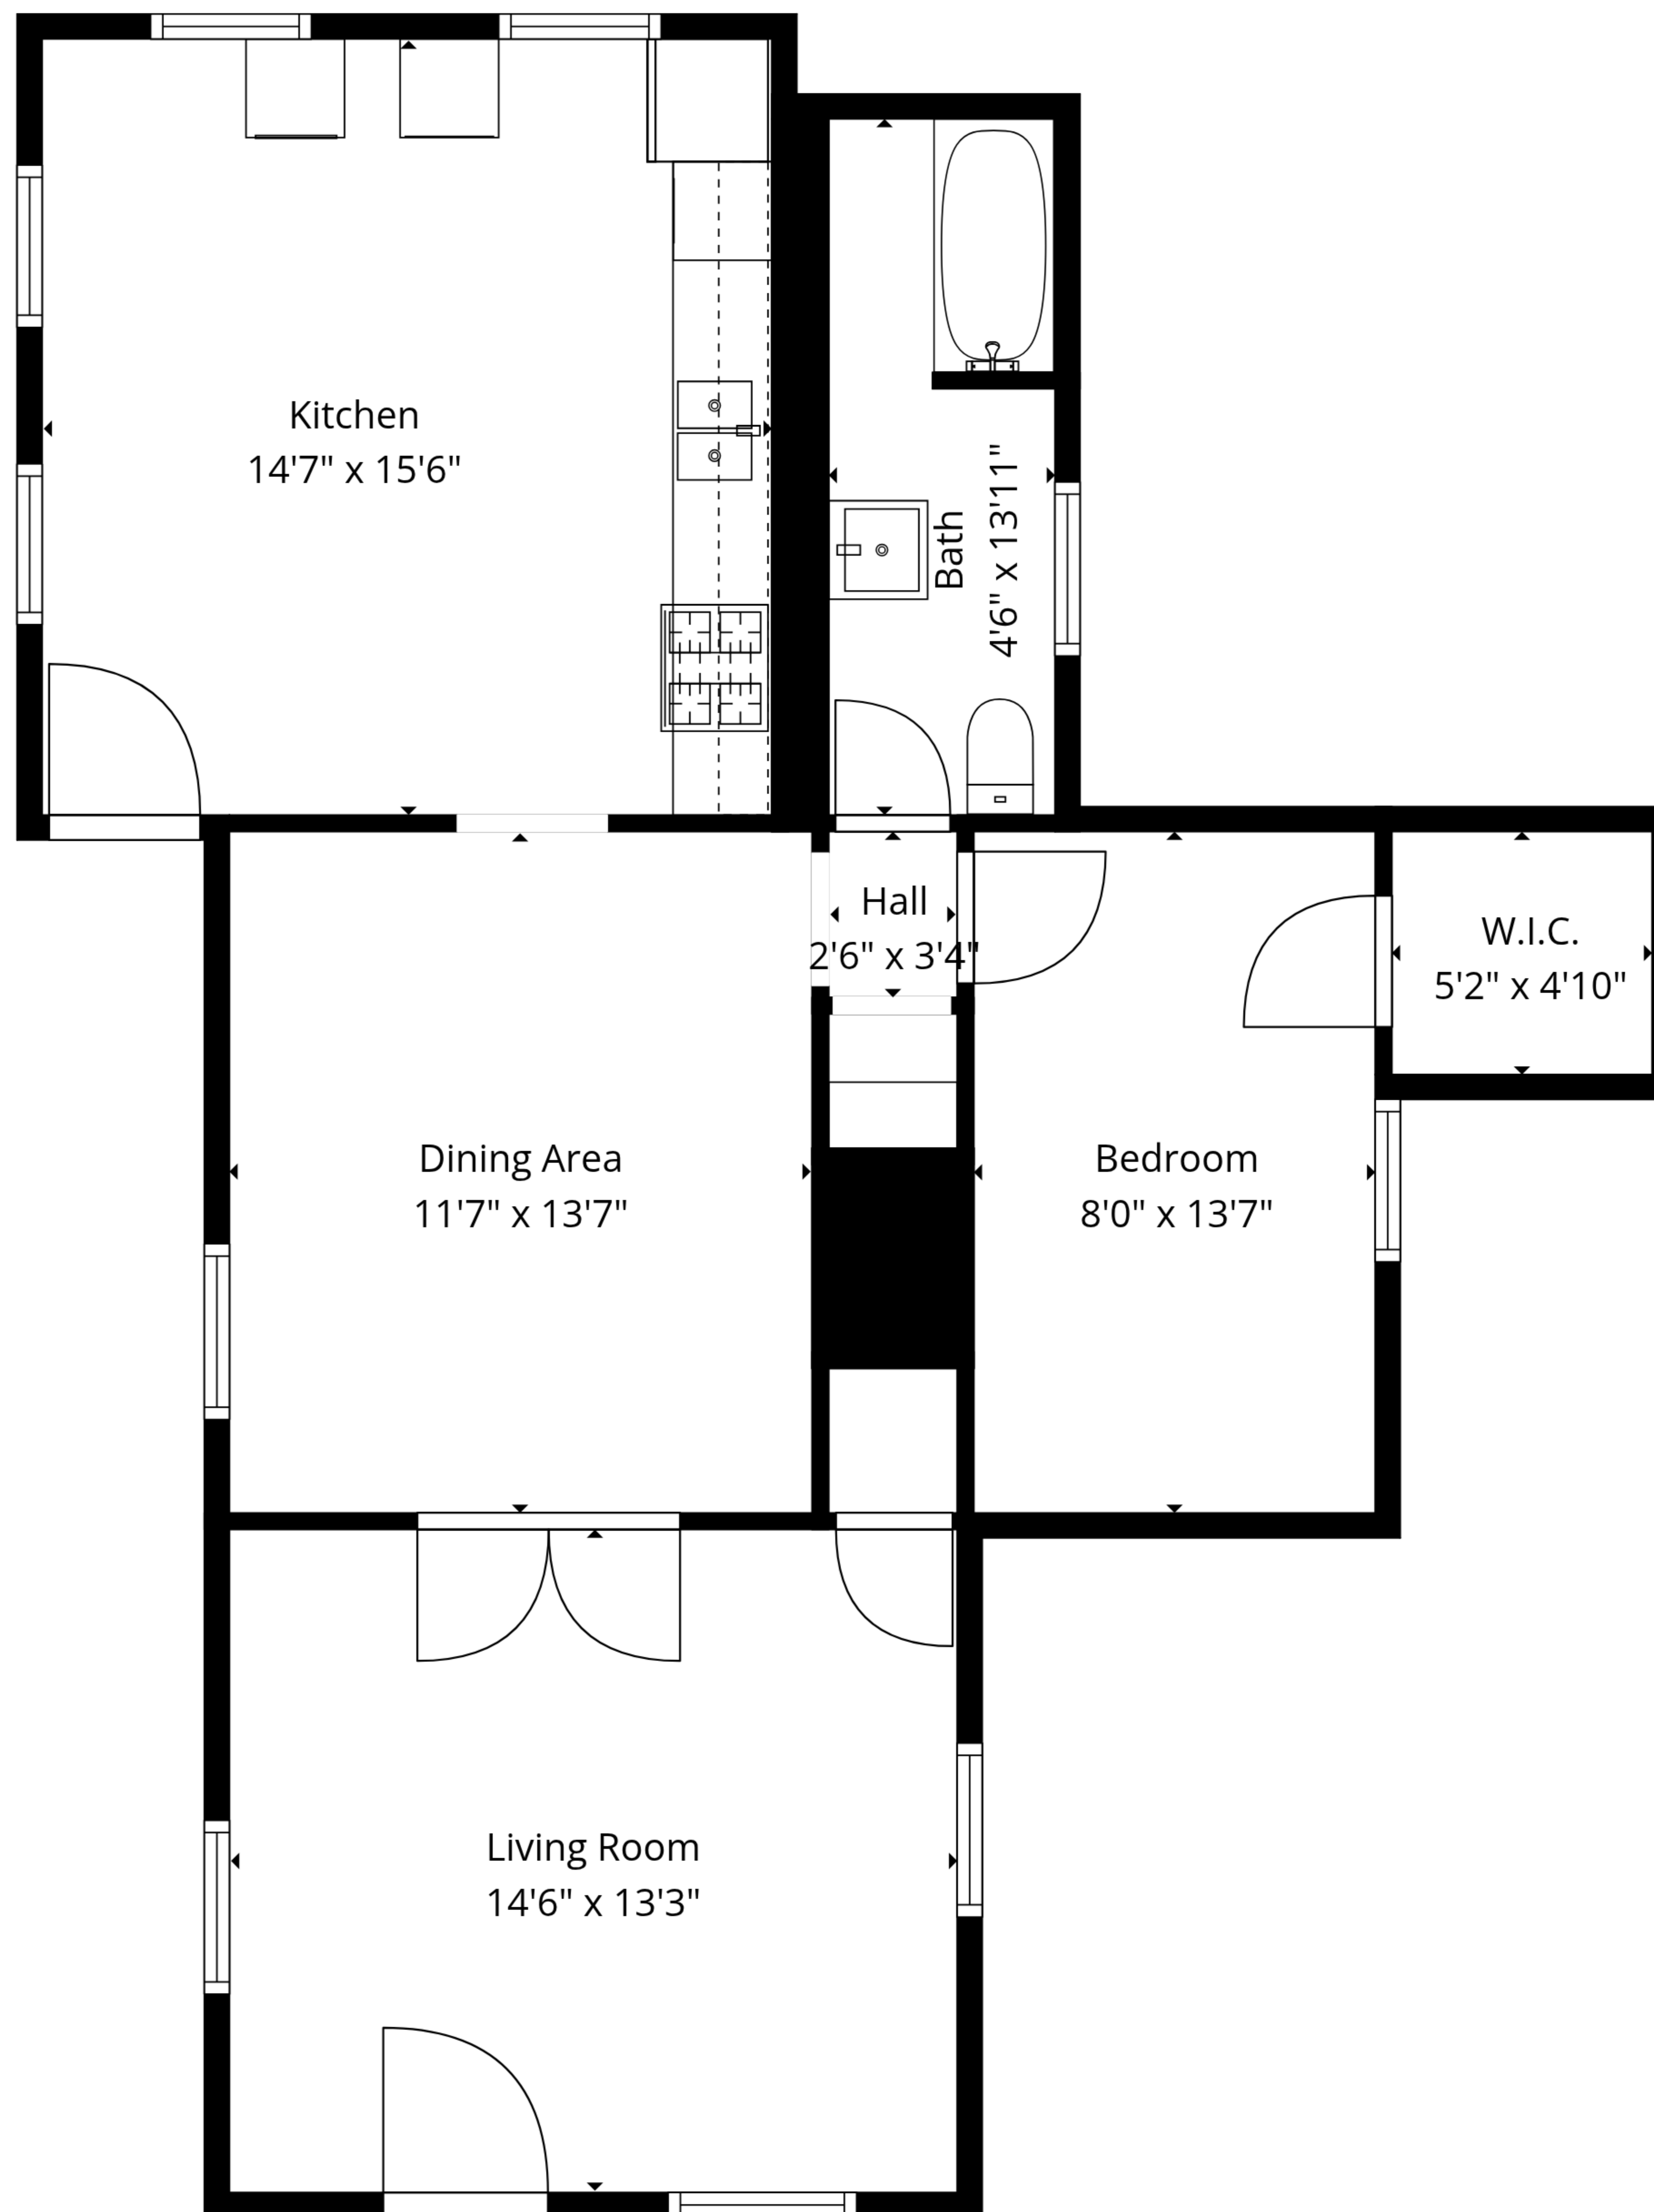 Kitchen
14'7" x 15'6"
Bath
4'6" x 13'11"
Hall
2'6" x 3'4"
W.I.C.
5'2" x 4'10"
Dining Area
11'7" x 13'7"
Bedroom
8'0" x 13'7"
Living Room
14'6" x 13'3"